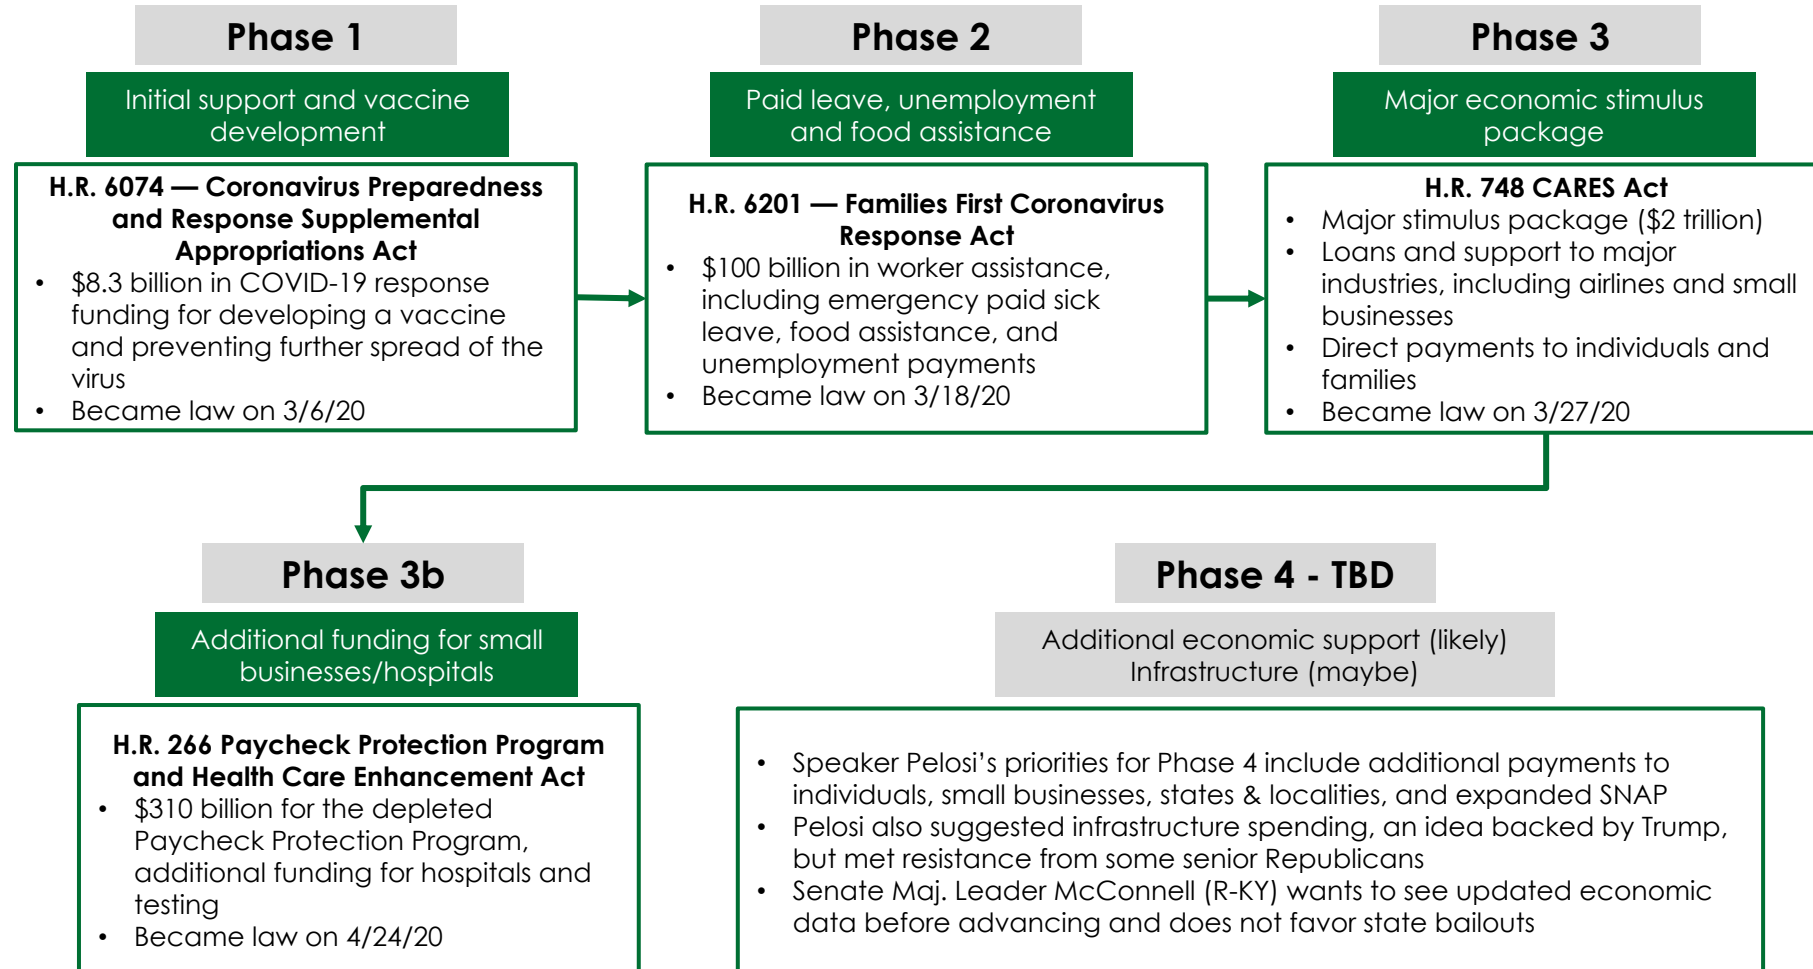 Phase 1
Initial support and vaccine
development
H.R. 6074 — Coronavirus Preparedness
and Response Supplemental
Appropriations Act
• $8.3 billion in COVID-19 response
funding for developing a vaccine
and preventing further spread of the
virus
• Became law on 3/6/20
Phase 2
Paid leave, unemployment
and food assistance
H.R. 6201 — Families First Coronavirus
Response Act
• $100 billion in worker assistance,
including emergency paid sick
leave, food assistance, and
unemployment payments
• Became law on 3/18/20
Phase 3
Major economic stimulus
package
H.R. 748 CARES Act
• Major stimulus package ($2 trillion)
• Loans and support to major
industries, including airlines and small
businesses
• Direct payments to individuals and
families
• Became law on 3/27/20
Phase 3b
Additional funding for small
businesses/hospitals
H.R. 266 Paycheck Protection Program
and Health Care Enhancement Act
• $310 billion for the depleted
Paycheck Protection Program,
additional funding for hospitals and
testing
• Became law on 4/24/20
Phase 4 - TBD
Additional economic support (likely)
Infrastructure (maybe)
• Speaker Pelosi’s priorities for Phase 4 include additional payments to
individuals, small businesses, states & localities, and expanded SNAP
• Pelosi also suggested infrastructure spending, an idea backed by Trump,
but met resistance from some senior Republicans
• Senate Maj. Leader McConnell (R-KY) wants to see updated economic
data before advancing and does not favor state bailouts